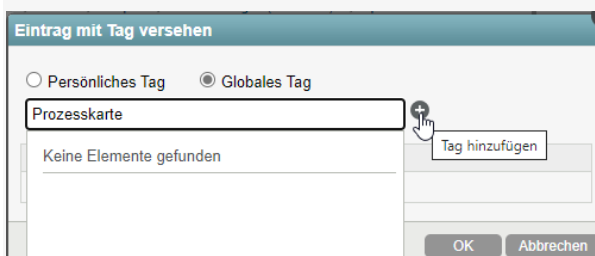 Eintrag mit Tag versehen
Persönliches Tag Globales Tag
Prozesskarte
Tag hinzufügen
Keine Elemente gefunden
OK Abbrechen